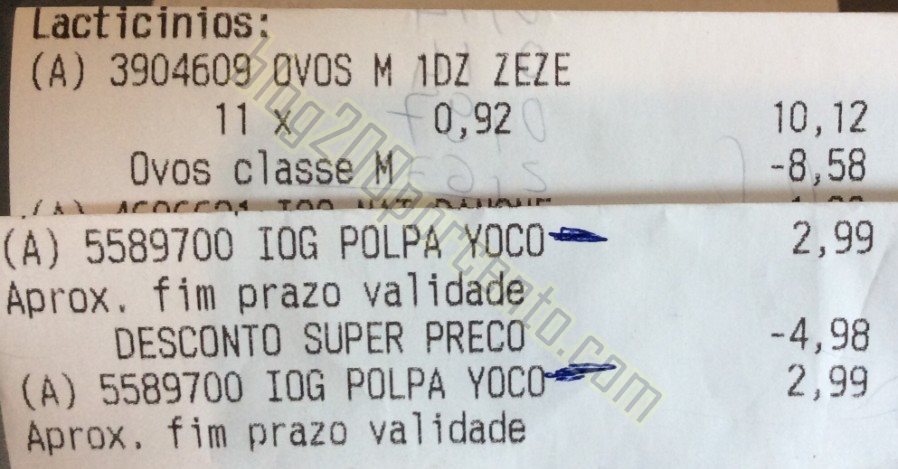 Lacticinios:
(A) 3904609 OVOS M 1DZ ZEZE
11 x 0,92 10,12
Ovos classe M -8,58
(A) 5589700 IOG POLPA YOCO 2,99
Aprox. fim prazo validade
DESCONTO SUPER PRECO -4,98
(A) 5589700 IOG POLPA YOCO 2,99
Aprox. fim prazo validade
blog200porcento.com